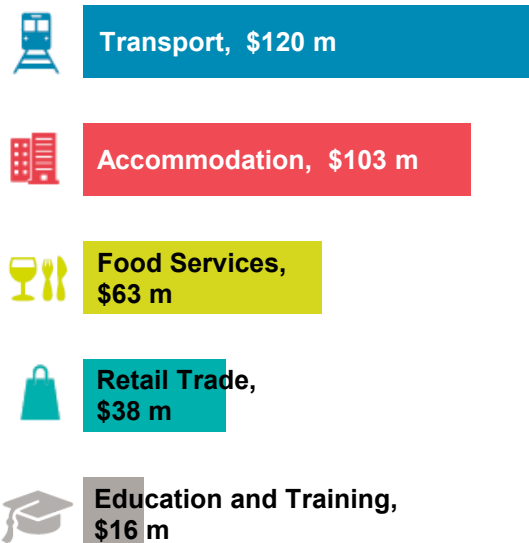 Transport, $120 m
Accommodation, $103 m
Food Services,
$63 m
Retail Trade,
$38 m
Education and Training,
$16 m